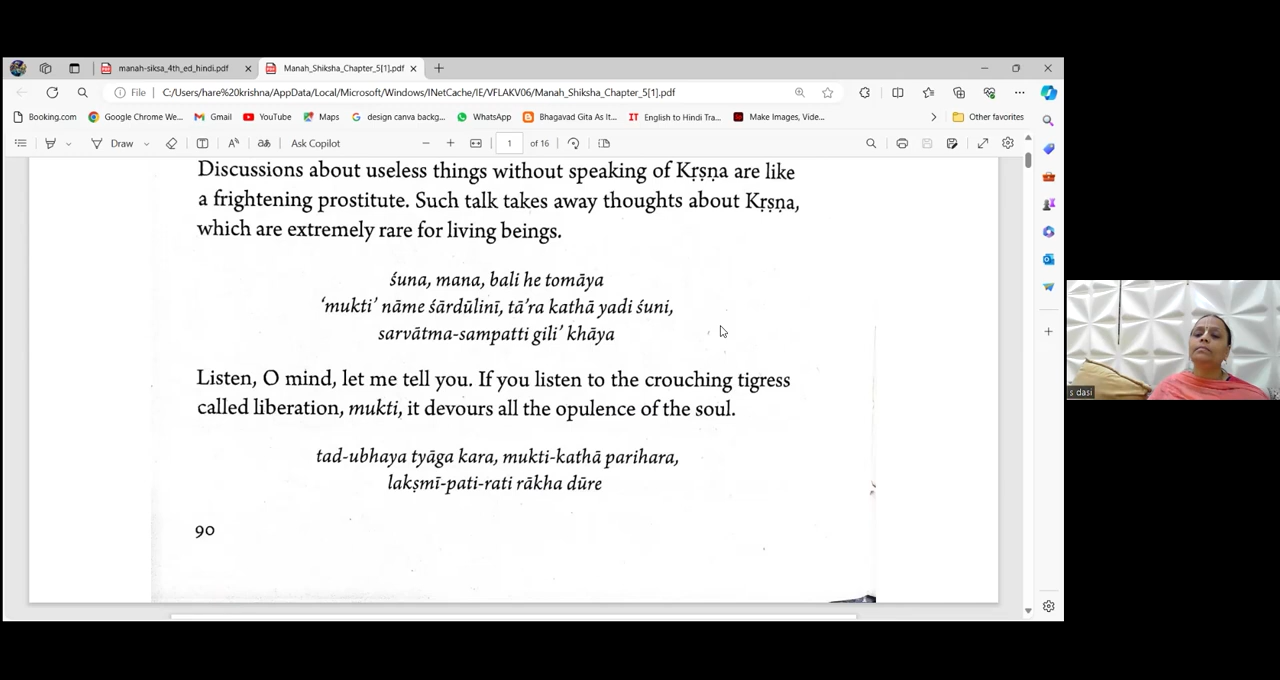 manah-siksa_4th_ed_hindi.pdf
Manah_Shiksha_Chapter_5[1].pdf
File
C:/Users/hare%20krishna/AppData/Local/Microsoft/Windows/INetCache/IE/VFLAKV06/Manah_Shiksha_Chapter_5[1].pdf
Booking.com
Google Chrome We...
Gmail
YouTube
Maps
design canva backg...
WhatsApp
Bhagavad Gita As It...
English to Hindi Tra...
Make Images, Vide...
Other favorites
Draw
Ask Copilot
1 of 16
Discussions about useless things without speaking of Kṛṣṇa are like
a frightening prostitute. Such talk takes away thoughts about Kṛṣṇa,
which are extremely rare for living beings.
śuna, mana, bali he tomāya
‘mukti’ nāme śārdūlinī, tā’ra kathā yadi śuni,
sarvātma-sampatti gili’ khāya
Listen, O mind, let me tell you. If you listen to the crouching tigress
called liberation, mukti, it devours all the opulence of the soul.
tad-ubhaya tyāga kara, mukti-kathā parihara,
lakṣmī-pati-rati rākha dūre
90
s dasi